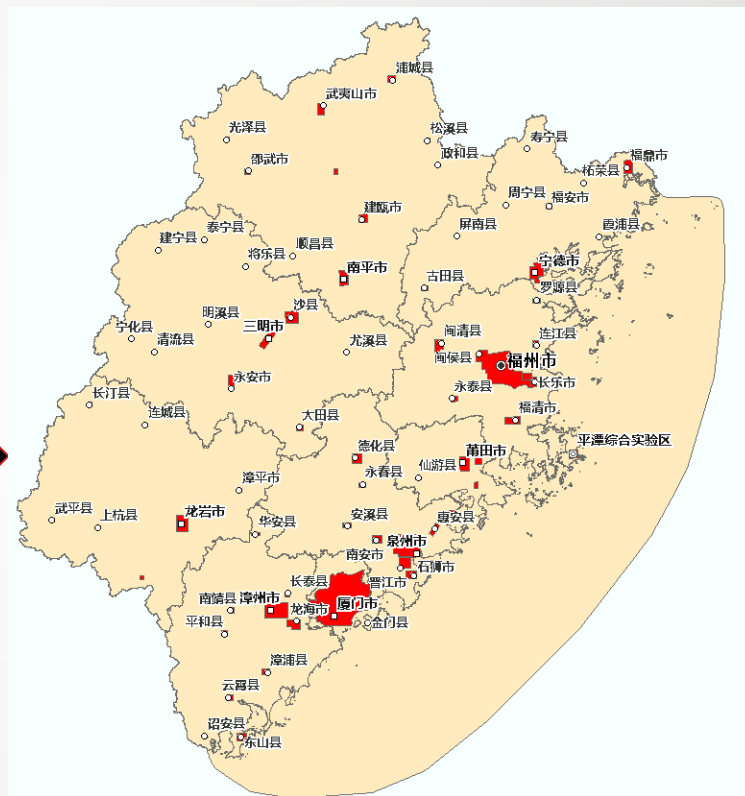 浦城县
武夷山市
光泽县
松溪县
寿宁县
政和县
福鼎市
邵武市
柘荣县
周宁县
福安市
建瓯市
屏南县
霞浦县
泰宁县
建宁县
顺昌县
将乐县
南平市
宁德市
古田县
罗源县
沙县
明溪县
三明市
宁化县
清流县
尤溪县
闽清县
连江县
闽侯县
福州市
永安市
永泰县
长乐市
长汀县
连城县
大田县
福清市
平潭综合实验区
德化县
莆田市
仙游县
永春县
漳平市
武平县
上杭县
龙岩市
华安县
安溪县
惠安县
泉州市
南安市
石狮市
晋江市
长泰县
南靖县
漳州市
龙海市
厦门市
平和县
金门县
漳浦县
云霄县
诏安县
东山县